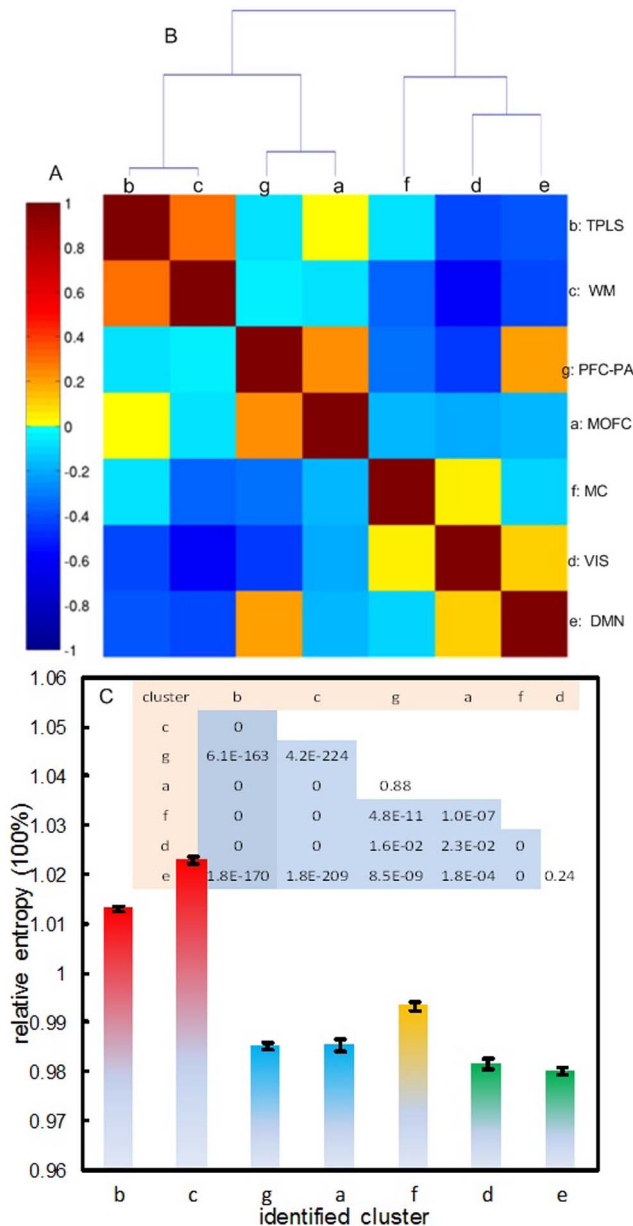 B
A
b c g a f d e
1
0.8
0.6
0.4
0.2
0
-0.2
-0.4
-0.6
-0.8
-1
b: TPLS
c: WM
g: PFC-PA
a: MOFC
f: MC
d: VIS
e: DMN
C
cluster b c g a f d
c 0
g 6.1E-163 4.2E-224
a 0 0 0.88
f 0 0 4.8E-11 1.0E-07
d 0 0 1.6E-02 2.3E-02 0
e 1.8E-170 1.8E-209 8.5E-09 1.8E-04 0 0.24
relative entropy (100%)
1.06
1.05
1.04
1.03
1.02
1.01
1
0.99
0.98
0.97
0.96
b c g a f d e
identified cluster